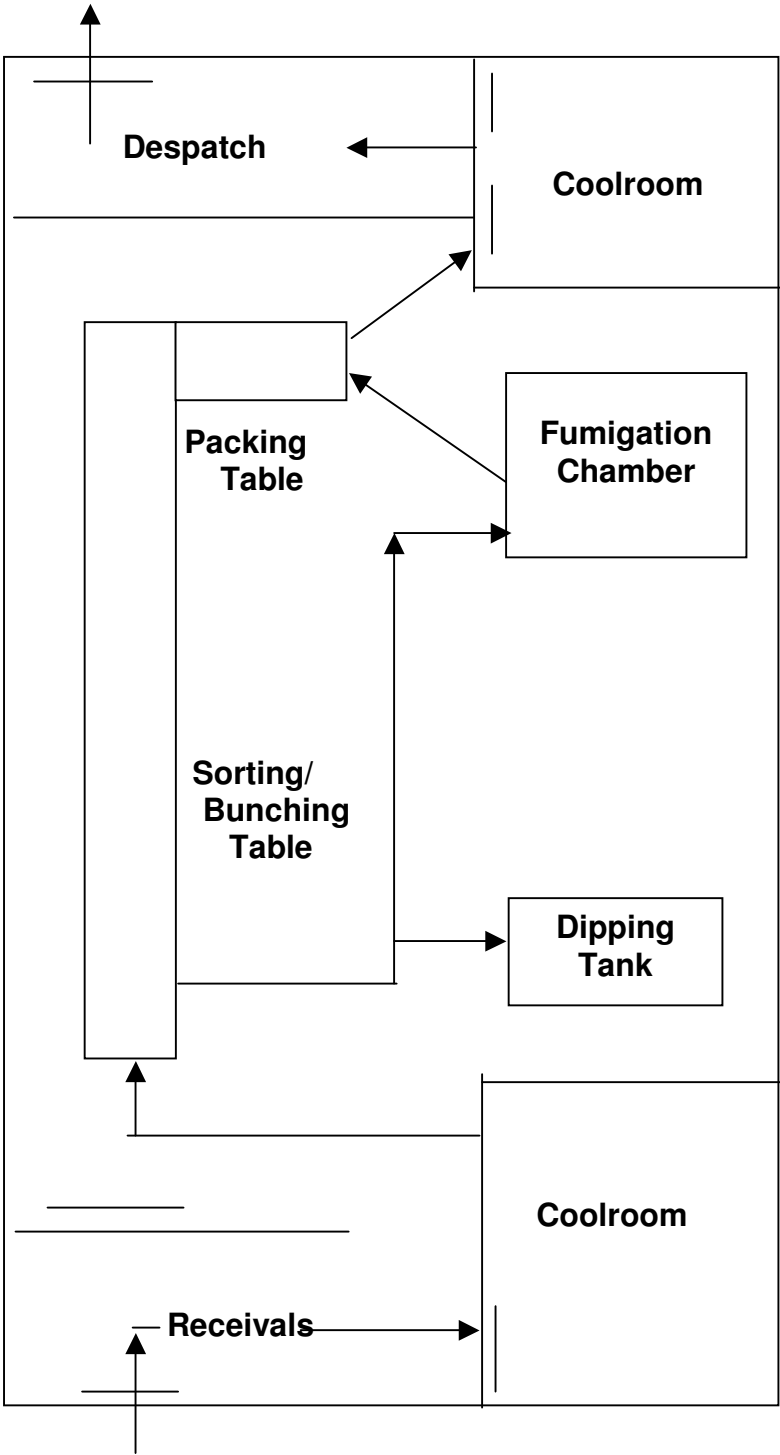 Despatch
Coolroom
Packing
Table
Fumigation
Chamber
Sorting/
Bunching
Table
Dipping
Tank
Coolroom
Receivals